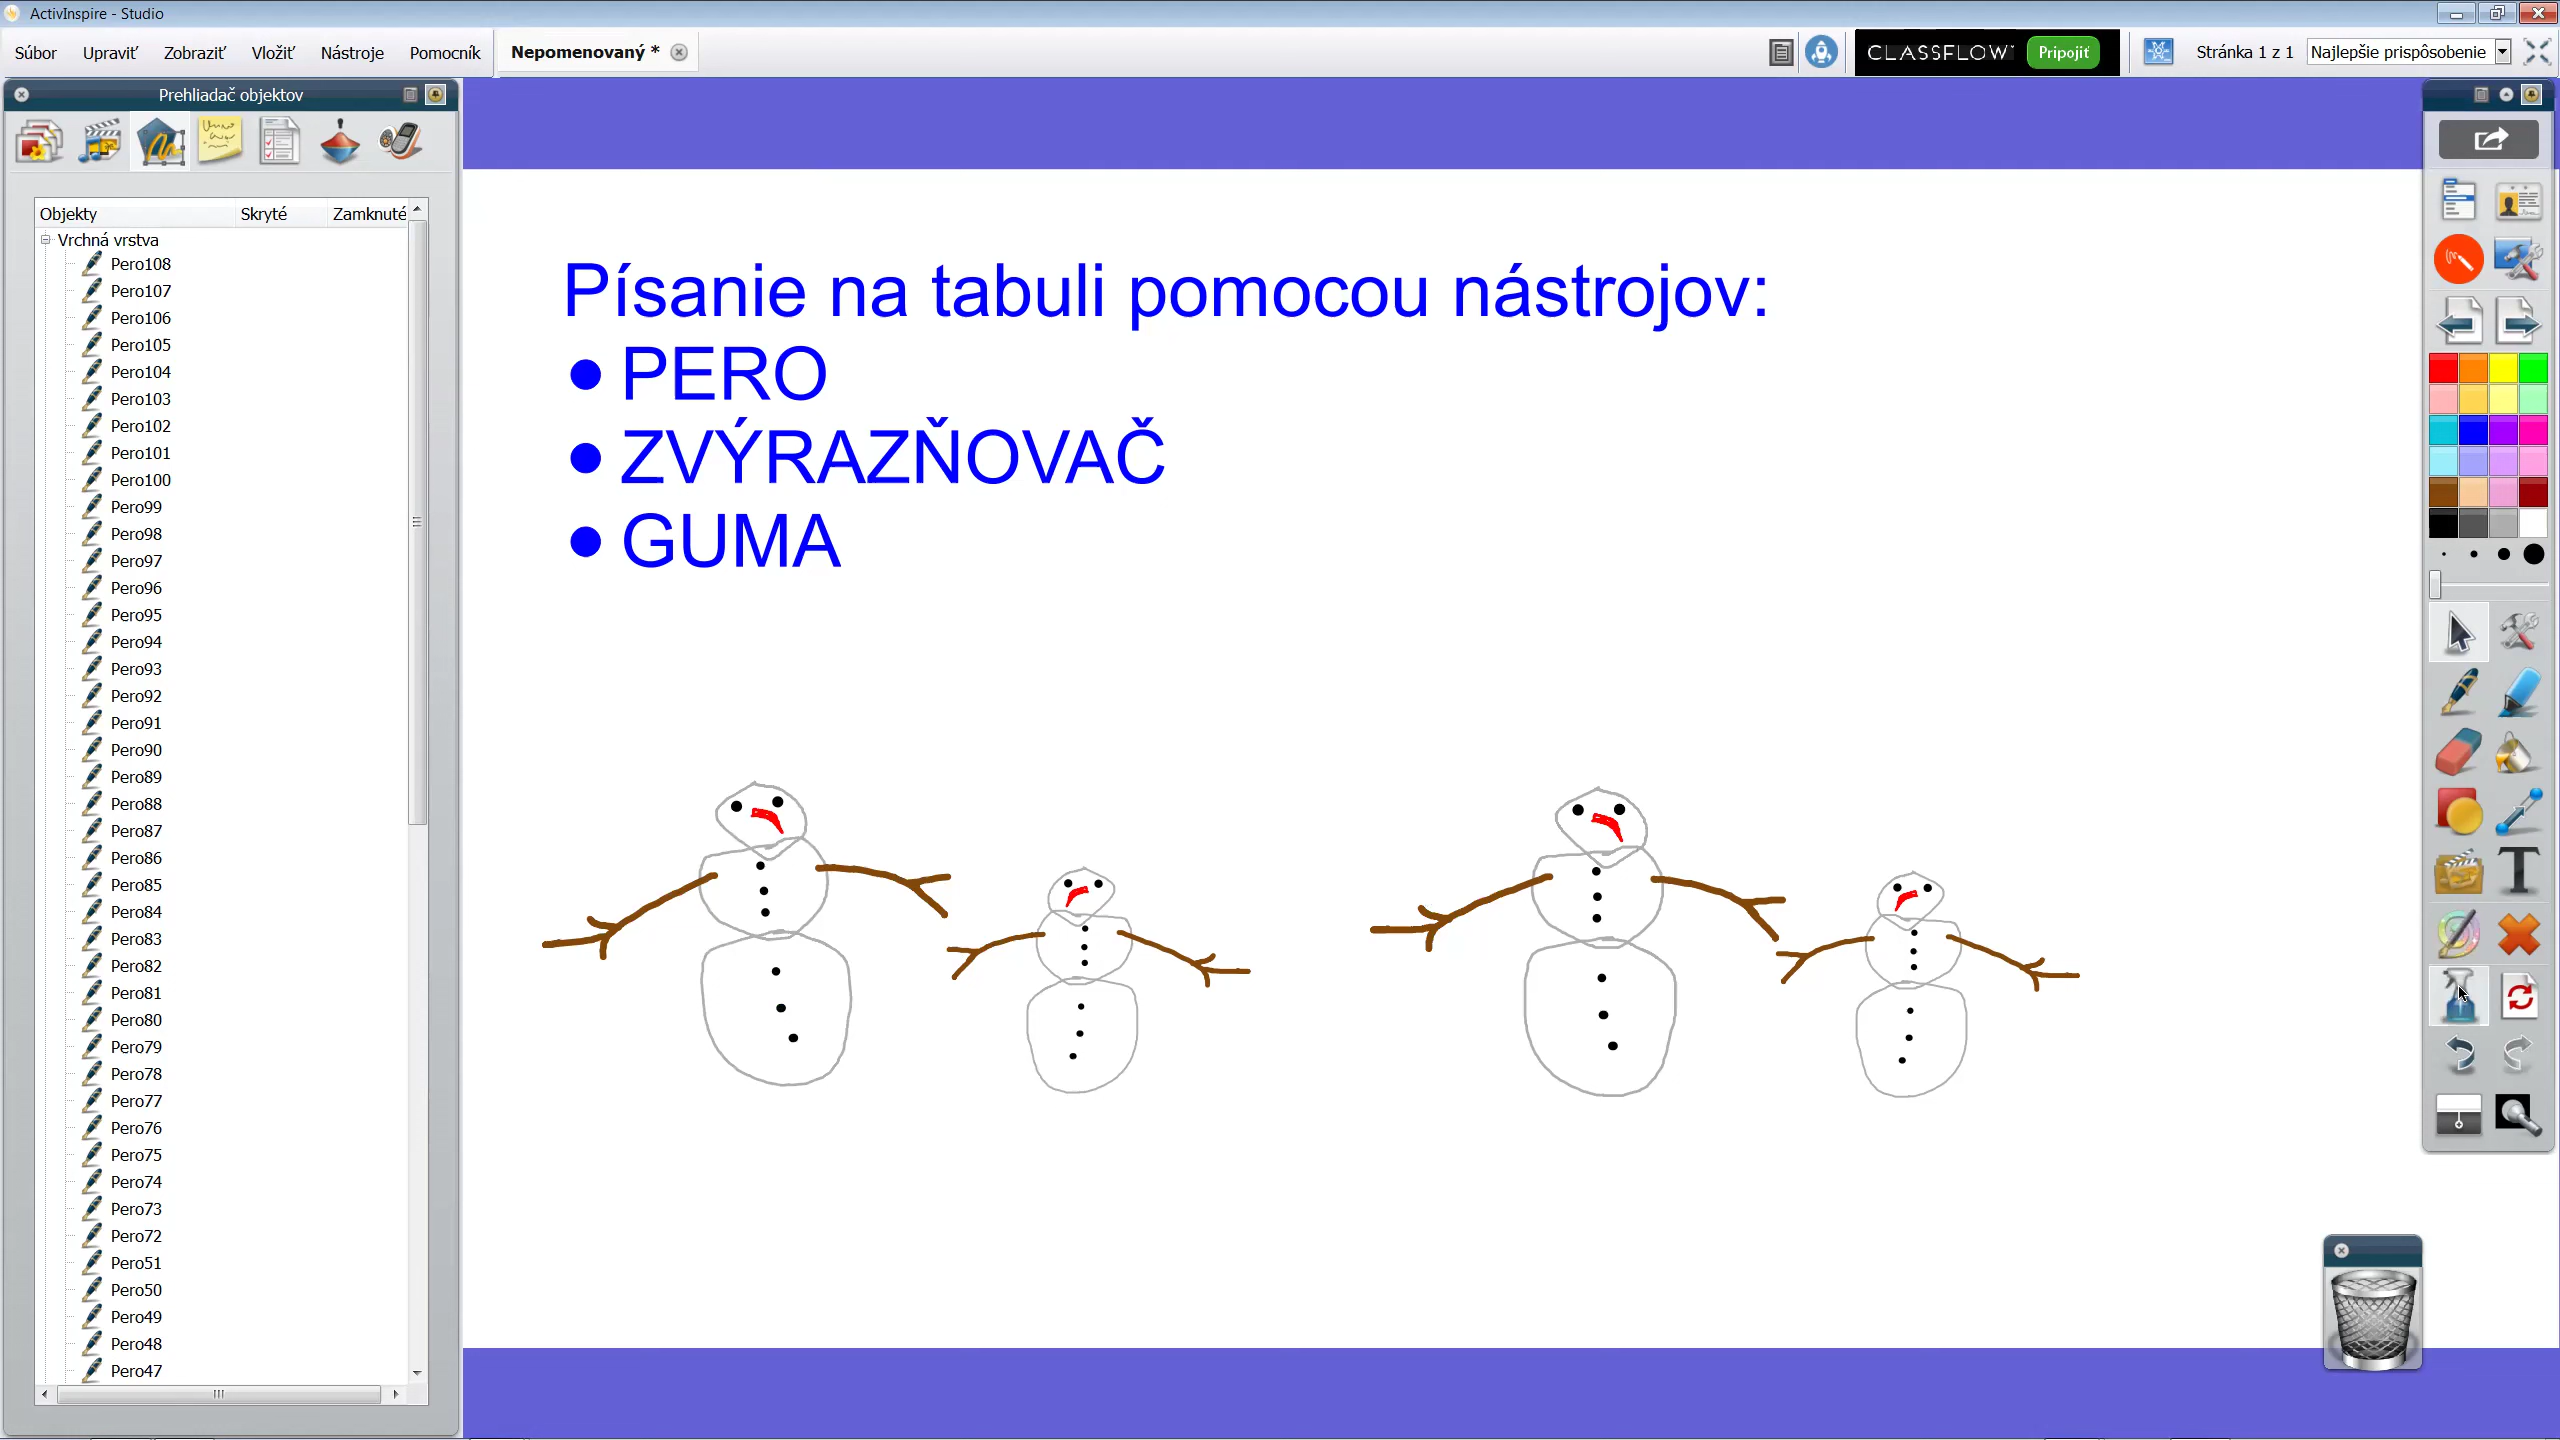 ActivInspire - Studio
Súbor Upraviť Zobraziť Vložiť Nástroje Pomocník
Nepomenovaný *
CLASSFLOW Pripojiť
Stránka 1 z 1
Najlepšie prispôsobenie
Prehliadač objektov
Objekty Skryté Zamknuté
Vrchná vrstva
Pero108
Pero107
Pero106
Pero105
Pero104
Pero103
Pero102
Pero101
Pero100
Pero99
Pero98
Pero97
Pero96
Pero95
Pero94
Pero93
Pero92
Pero91
Pero90
Pero89
Pero88
Pero87
Pero86
Pero85
Pero84
Pero83
Pero82
Pero81
Pero80
Pero79
Pero78
Pero77
Pero76
Pero75
Pero74
Pero73
Pero72
Pero51
Pero50
Pero49
Pero48
Pero47
Písanie na tabuli pomocou nástrojov:
● PERO
● ZVÝRAZŇOVAČ
● GUMA